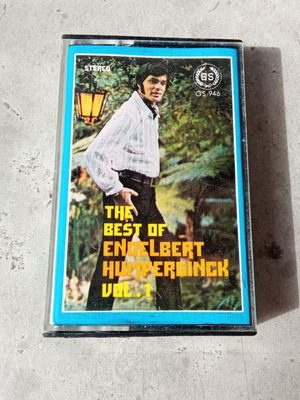 STEREO
GS
GS 946
THE
BEST OF
ENGELBERT
HUMPERDINCK
VOL. 1